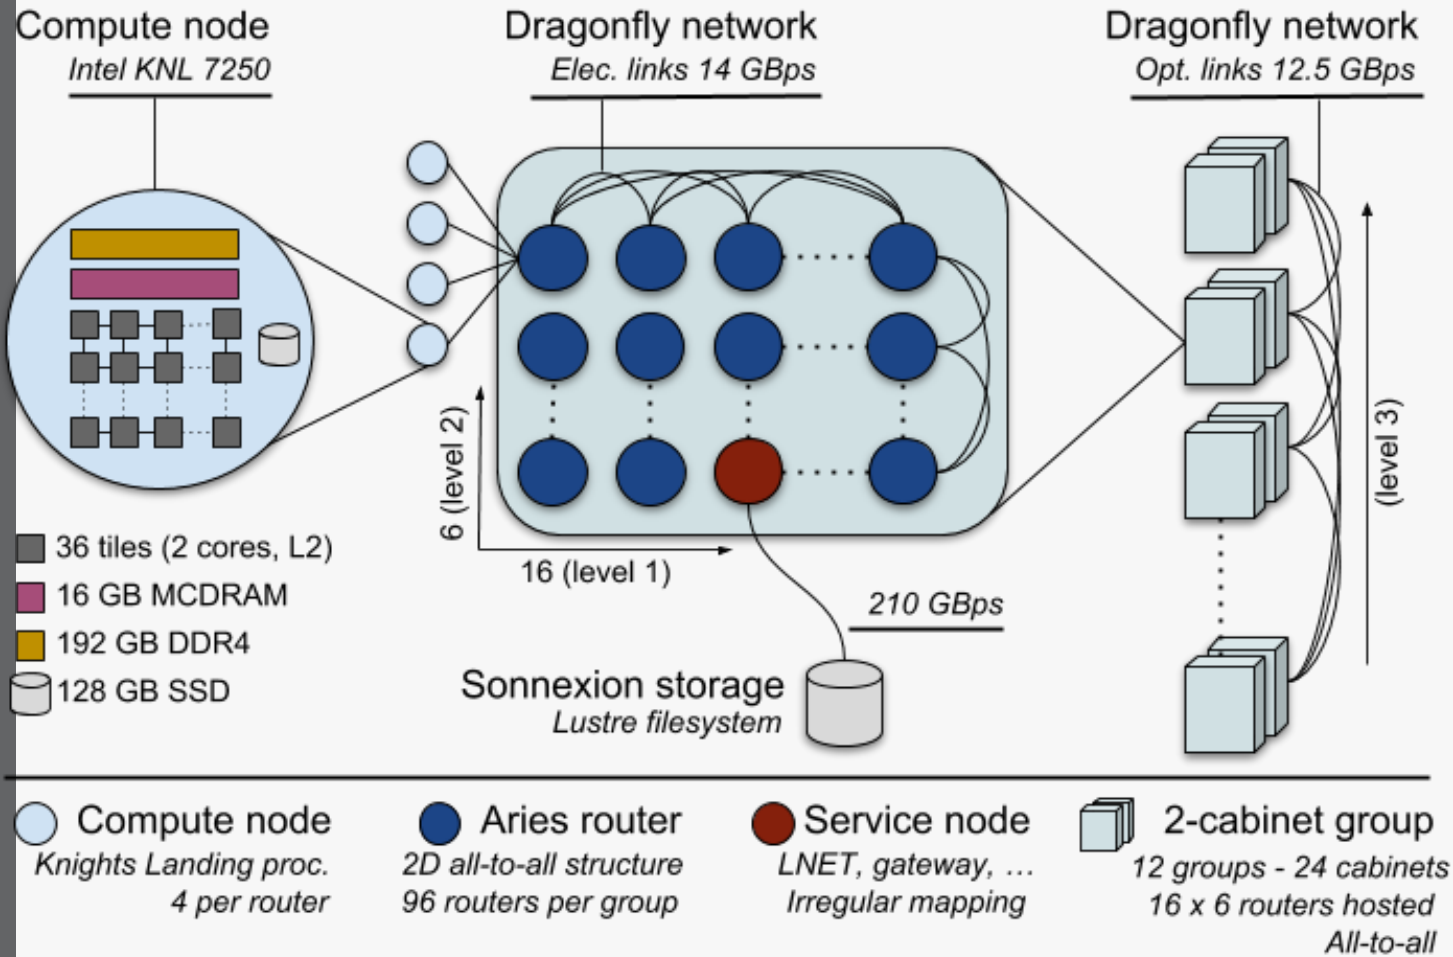 Compute node
Intel KNL 7250
Dragonfly network
Elec. links 14 GBps
Dragonfly network
Opt. links 12.5 GBps
6 (level 2)
16 (level 1)
(level 3)
36 tiles (2 cores, L2)
16 GB MCDRAM
192 GB DDR4
128 GB SSD
210 GBps
Sonnexion storage
Lustre filesystem
Compute node
Knights Landing proc.
4 per router
Aries router
2D all-to-all structure
96 routers per group
Service node
LNET, gateway, …
Irregular mapping
2-cabinet group
12 groups - 24 cabinets
16 x 6 routers hosted
All-to-all